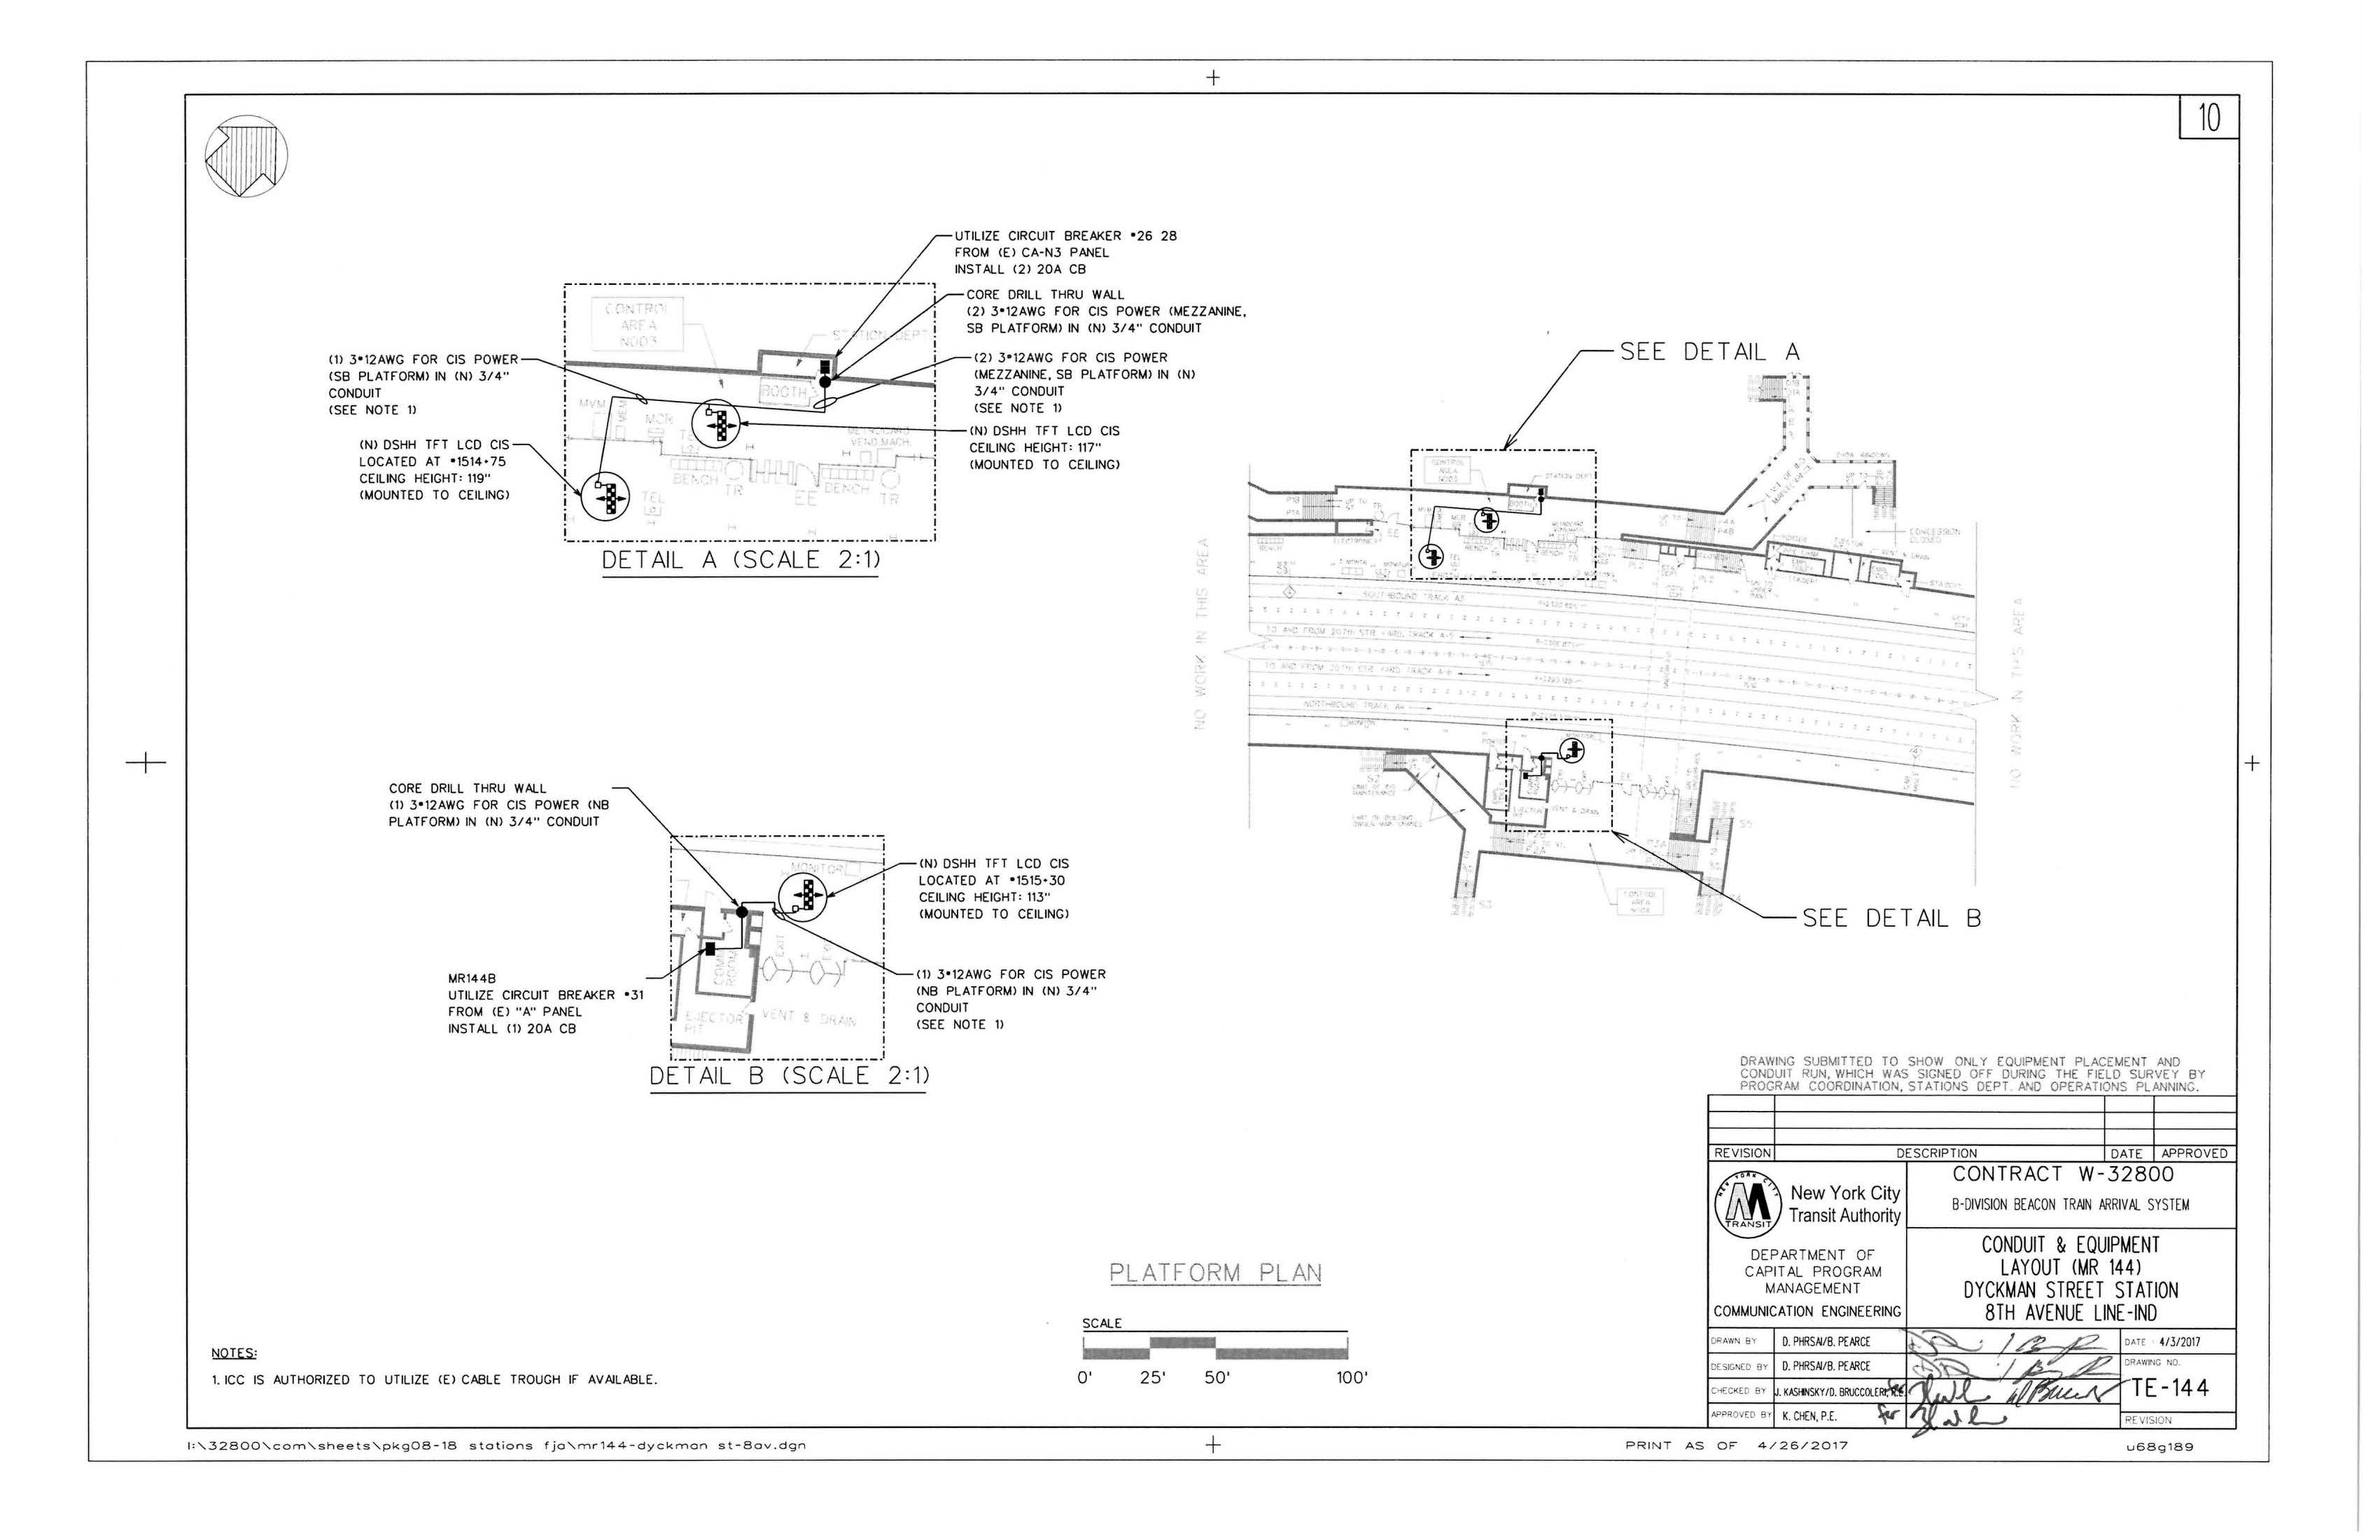 10
UTILIZE CIRCUIT BREAKER •26 28
FROM (E) CA-N3 PANEL
INSTALL (2) 20A CB
CORE DRILL THRU WALL
(2) 3•12AWG FOR CIS POWER (MEZZANINE,
SB PLATFORM) IN (N) 3/4" CONDUIT
(2) 3•12AWG FOR CIS POWER
(MEZZANINE, SB PLATFORM) IN (N)
3/4" CONDUIT
(SEE NOTE 1)
(N) DSHH TFT LCD CIS
CEILING HEIGHT: 117"
(MOUNTED TO CEILING)
(1) 3•12AWG FOR CIS POWER
(SB PLATFORM) IN (N) 3/4"
CONDUIT
(SEE NOTE 1)
(N) DSHH TFT LCD CIS
LOCATED AT •1514+75
CEILING HEIGHT: 119"
(MOUNTED TO CEILING)
CONTROL
AREA
N003
STATION DEPT
BOOTH
MVM
MEM
MCR
TEL
VEND.MACH.
BENCH
TR
EE
BENCH
TR
TEL
DETAIL A (SCALE 2:1)
SEE DETAIL A
NO WORK IN THIS AREA
CONCESSION
CLOSED
SOUTHBOUND TRACK A3
TO AND FROM 207TH STR YARD, TRACK A-5
NORTHBOUND TRACK A4
NO WORK IN THIS AREA
SEE DETAIL B
CORE DRILL THRU WALL
(1) 3•12AWG FOR CIS POWER (NB
PLATFORM) IN (N) 3/4" CONDUIT
(N) DSHH TFT LCD CIS
LOCATED AT •1515+30
CEILING HEIGHT: 113"
(MOUNTED TO CEILING)
(1) 3•12AWG FOR CIS POWER
(NB PLATFORM) IN (N) 3/4"
CONDUIT
(SEE NOTE 1)
MR144B
UTILIZE CIRCUIT BREAKER •31
FROM (E) "A" PANEL
INSTALL (1) 20A CB
MONITOR
EXIT
COMM
ROOM
EJECTOR
PIT
VENT & DRAIN
DETAIL B (SCALE 2:1)
DRAWING SUBMITTED TO SHOW ONLY EQUIPMENT PLACEMENT AND
CONDUIT RUN, WHICH WAS SIGNED OFF DURING THE FIELD SURVEY BY
PROGRAM COORDINATION, STATIONS DEPT. AND OPERATIONS PLANNING.
REVISION DESCRIPTION DATE APPROVED
NEW YORK CITY
TRANSIT
New York City
Transit Authority
DEPARTMENT OF
CAPITAL PROGRAM
MANAGEMENT
COMMUNICATION ENGINEERING
CONTRACT W-32800
B-DIVISION BEACON TRAIN ARRIVAL SYSTEM
CONDUIT & EQUIPMENT
LAYOUT (MR 144)
DYCKMAN STREET STATION
8TH AVENUE LINE-IND
DRAWN BY D. PHRSAI/B. PEARCE
DESIGNED BY D. PHRSAI/B. PEARCE
CHECKED BY J. KASHINSKY/D. BRUCCOLERI, R.E.
APPROVED BY K. CHEN, P.E.
for
DATE : 4/3/2017
DRAWING NO.
TE-144
REVISION
PLATFORM PLAN
SCALE
0' 25' 50' 100'
NOTES:
1. ICC IS AUTHORIZED TO UTILIZE (E) CABLE TROUGH IF AVAILABLE.
I:\32800\com\sheets\pkg08-18 stations fja\mr144-dyckman st-8av.dgn
PRINT AS OF 4/26/2017
u68g189